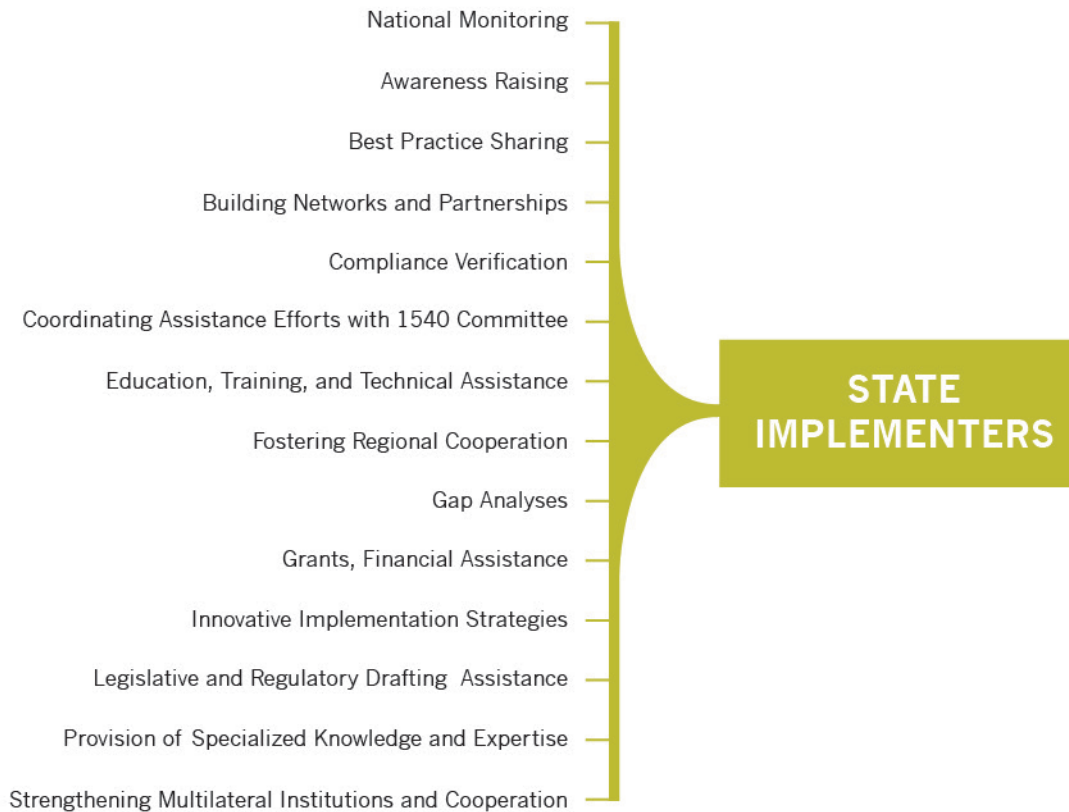 National Monitoring
Awareness Raising
Best Practice Sharing
Building Networks and Partnerships
Compliance Verification
Coordinating Assistance Efforts with 1540 Committee
Education, Training, and Technical Assistance
Fostering Regional Cooperation
Gap Analyses
Grants, Financial Assistance
Innovative Implementation Strategies
Legislative and Regulatory Drafting  Assistance
Provision of Specialized Knowledge and Expertise
Strengthening Multilateral Institutions and Cooperation
STATE
IMPLEMENTERS